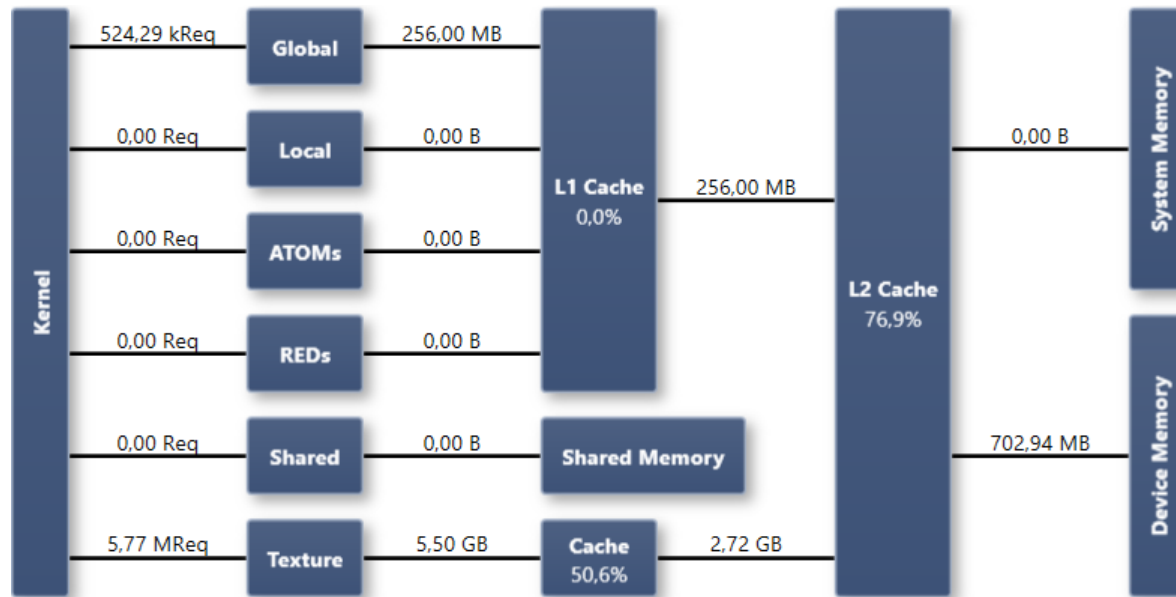 Kernel
524,29 kReq
Global
256,00 MB
0,00 Req
Local
0,00 B
0,00 Req
ATOMs
0,00 B
0,00 Req
REDs
0,00 B
0,00 Req
Shared
0,00 B
Shared Memory
5,77 MReq
Texture
5,50 GB
Cache
50,6%
2,72 GB
L1 Cache
0,0%
256,00 MB
L2 Cache
76,9%
0,00 B
System Memory
702,94 MB
Device Memory